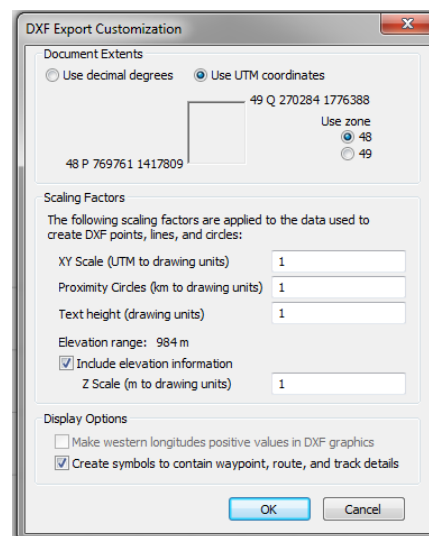 DXF Export Customization
x
Document Extents
Use decimal degrees Use UTM coordinates
49 Q 270284 1776388
Use zone
48
49
48 P 769761 1417809
Scaling Factors
The following scaling factors are applied to the data used to
create DXF points, lines, and circles:
XY Scale (UTM to drawing units) 1
Proximity Circles (km to drawing units) 1
Text height (drawing units) 1
Elevation range: 984 m
Include elevation information
Z Scale (m to drawing units) 1
Display Options
Make western longitudes positive values in DXF graphics
Create symbols to contain waypoint, route, and track details
OK Cancel